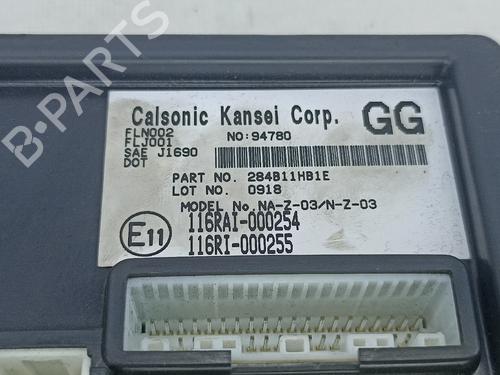 B-PARTS
Calsonic Kansei Corp. GG
FLN002 NO:94780
FLJ001
SAE J1690
DOT
PART NO. 284B11HB1E
LOT NO. 0918
MODEL No. NA-Z-03/N-Z-03
E11 116RAI-000254
116RI-000255